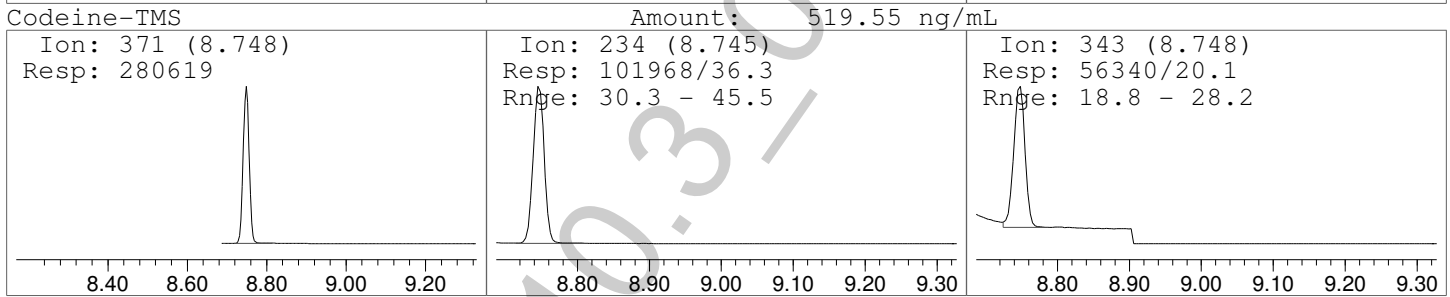 Codeine-TMS Amount: 519.55 ng/mL
Ion: 371 (8.748)
Resp: 280619
8.40 8.60 8.80 9.00 9.20
Ion: 234 (8.745)
Resp: 101968/36.3
Rnge: 30.3 - 45.5
8.80 8.90 9.00 9.10 9.20 9.30
Ion: 343 (8.748)
Resp: 56340/20.1
Rnge: 18.8 - 28.2
8.80 8.90 9.00 9.10 9.20 9.30